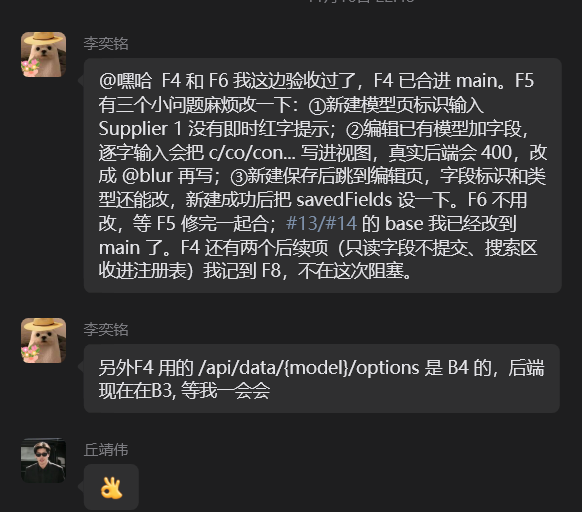 李奕铭
@嘿哈 F4 和 F6 我这边验收过了，F4 已合进 main。F5
有三个小问题麻烦改一下：①新建模型页标识输入
Supplier 1 没有即时红字提示；②编辑已有模型加字段，
逐字输入会把 c/co/con... 写进视图，真实后端会 400，改
成 @blur 再写；③新建保存后跳到编辑页，字段标识和类
型还能改，新建成功后把 savedFields 设一下。F6 不用
改，等 F5 修完一起合；#13/#14 的 base 我已经改到
main 了。F4 还有两个后续项（只读字段不提交、搜索区
收进注册表）我记到 F8，不在这次阻塞。
李奕铭
另外F4 用的 /api/data/{model}/options 是 B4 的，后端
现在在B3, 等我一会会
丘靖伟